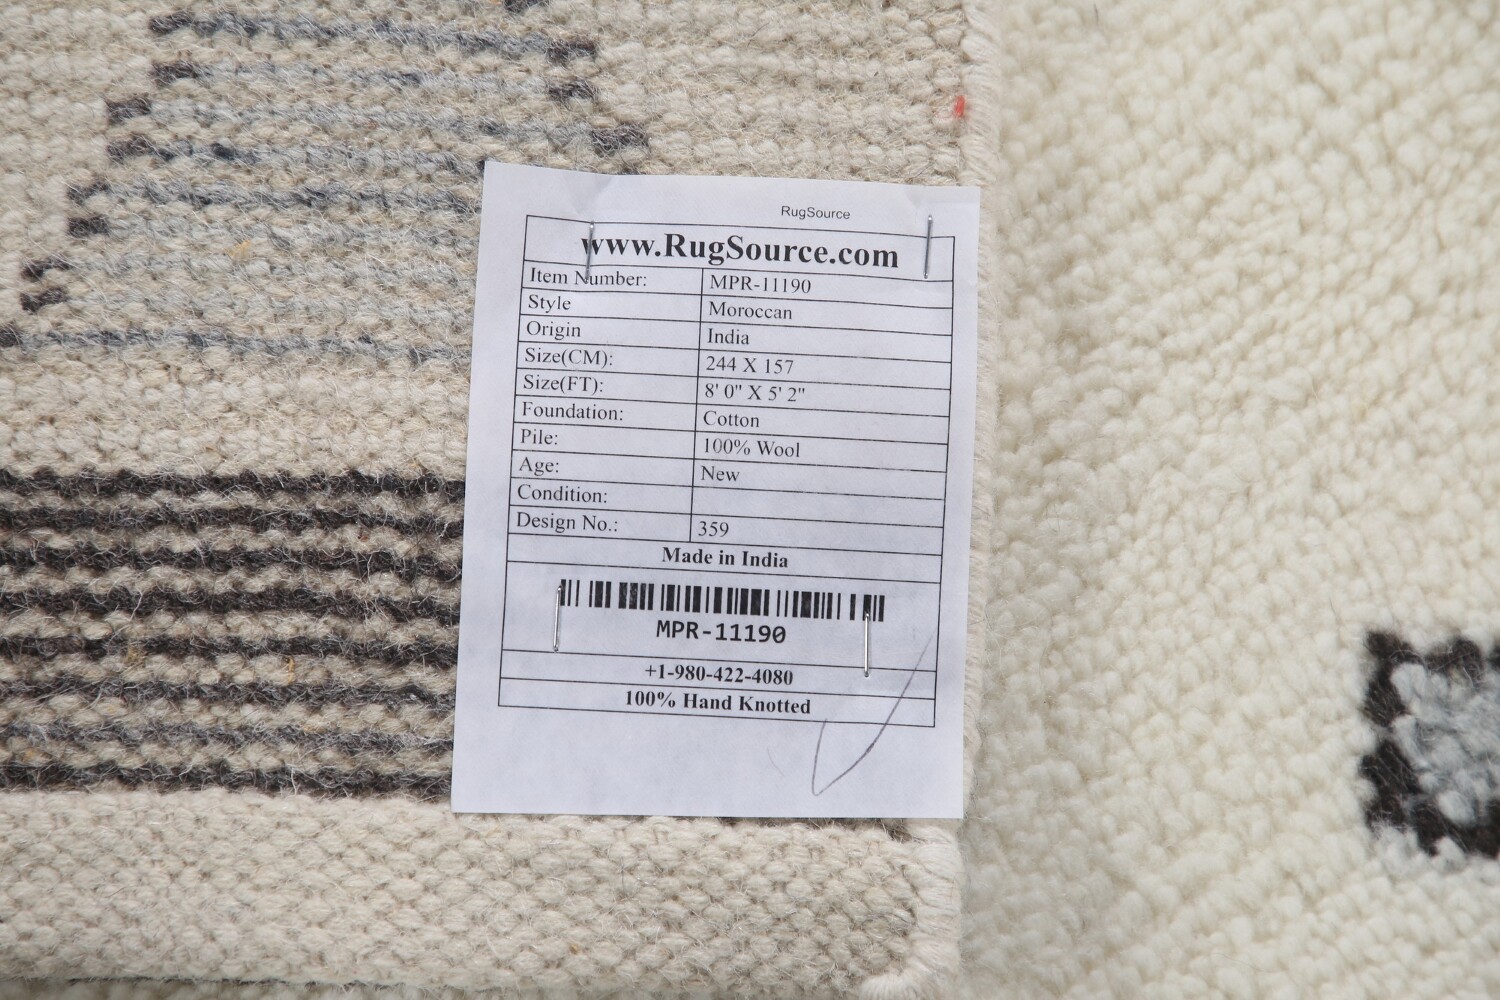 RugSource
www.RugSource.com
Item Number: MPR-11190
Style Moroccan
Origin India
Size(CM): 244 X 157
Size(FT): 8' 0" X 5' 2"
Foundation: Cotton
Pile: 100% Wool
Age: New
Condition:
Design No.: 359
Made in India
MPR-11190
+1-980-422-4080
100% Hand Knotted